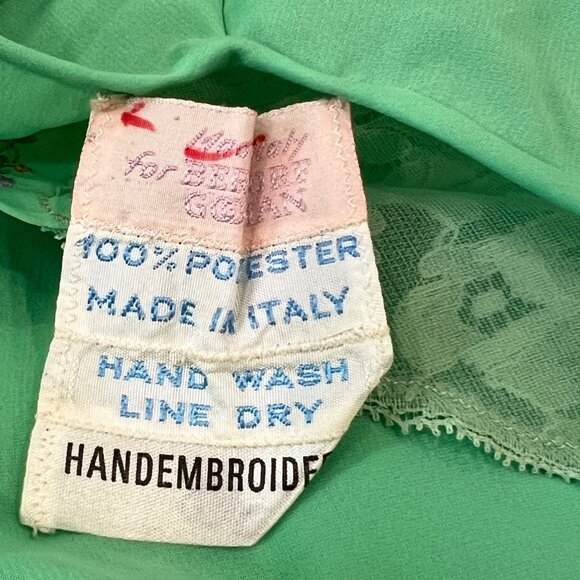 for
100% POLYESTER
MADE IN ITALY
HAND WASH
LINE DRY
HANDEMBROIDE